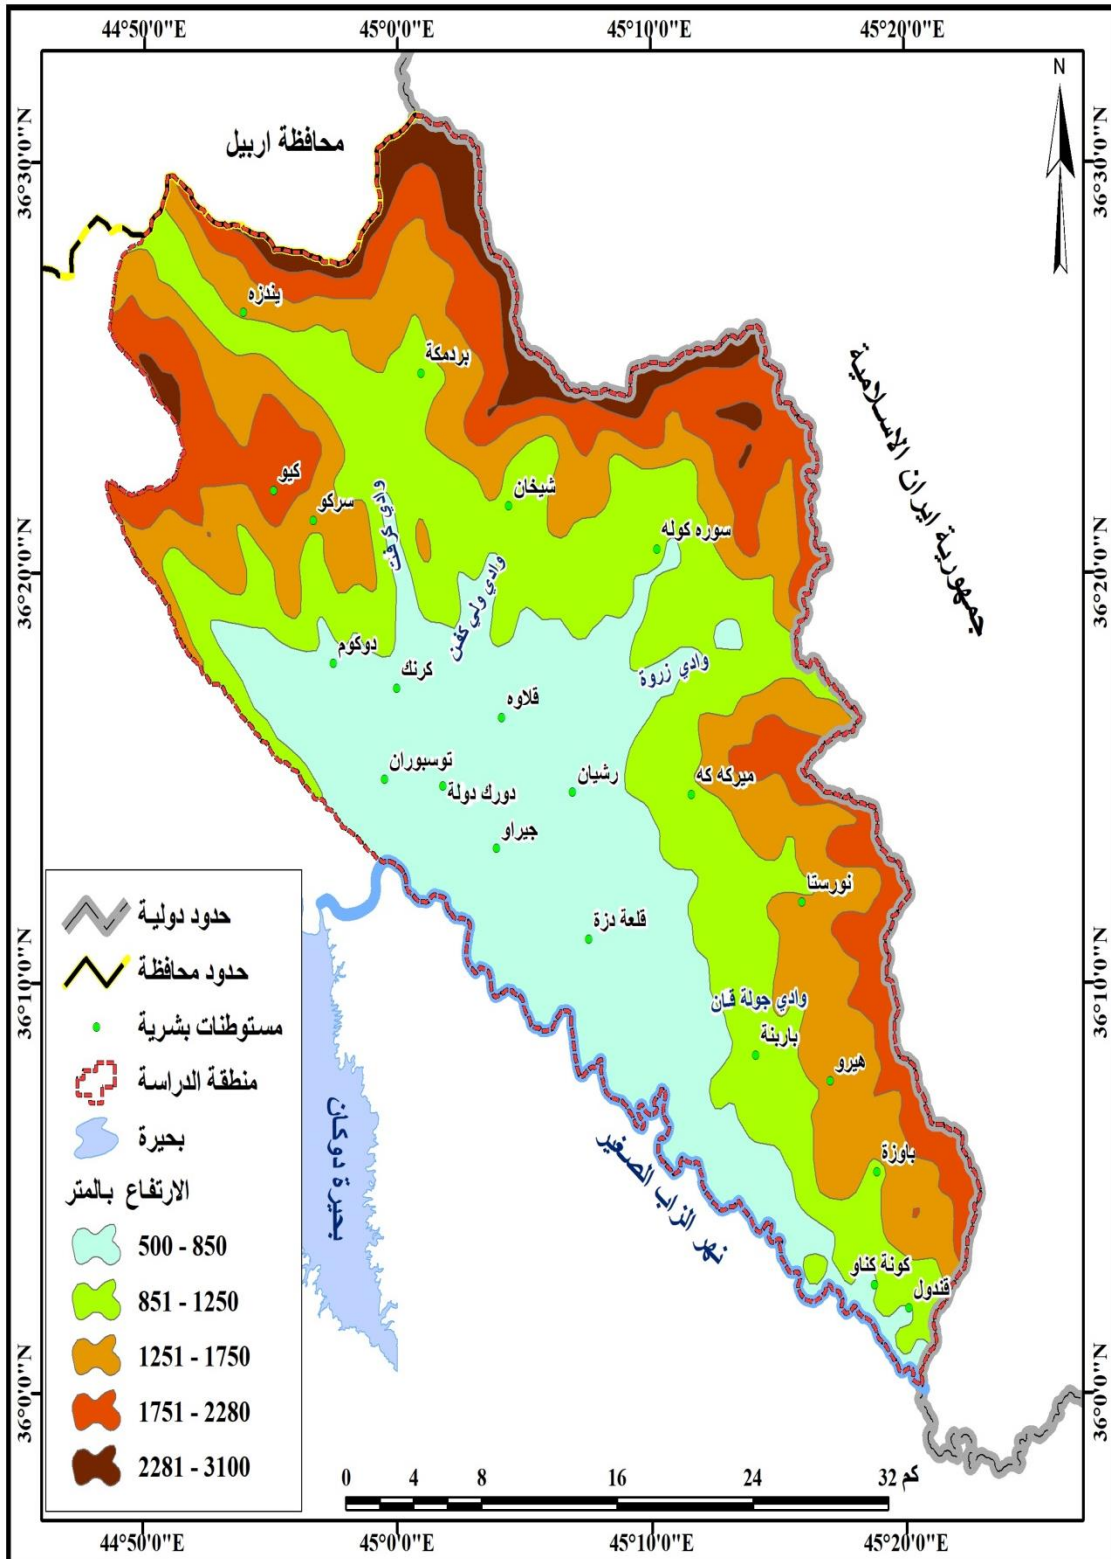 44°50'0"E 45°0'0"E 45°10'0"E 45°20'0"E
N
محافظة اربيل
36°30'0"N
36°30'0"N
يندزه
بردمكة
جمهورية ايران الاسلامية
كيو
سركو
شيخان
سوره كوله
وادي ولي كفن
36°20'0"N
36°20'0"N
دوكوم
كرنك
وادي زروة
قلاوه
توسبوران
دورك دولة
رشيان
ميركه كه
جيراو
نورستا
قلعة دزة
36°10'0"N
36°10'0"N
وادي جولة قان
باربنة
هيرو
باوزة
نهر الزاب الصغير
بحيرة دوكان
كونة كناو
قندول
36°0'0"N
36°0'0"N
حدود دولية
حدود محافظة
مستوطنات بشرية
منطقة الدراسة
بحيرة
الارتفاع بالمتر
500 - 850
851 - 1250
1251 - 1750
1751 - 2280
2281 - 3100
0 4 8 16 24 32 كم
44°50'0"E 45°0'0"E 45°10'0"E 45°20'0"E